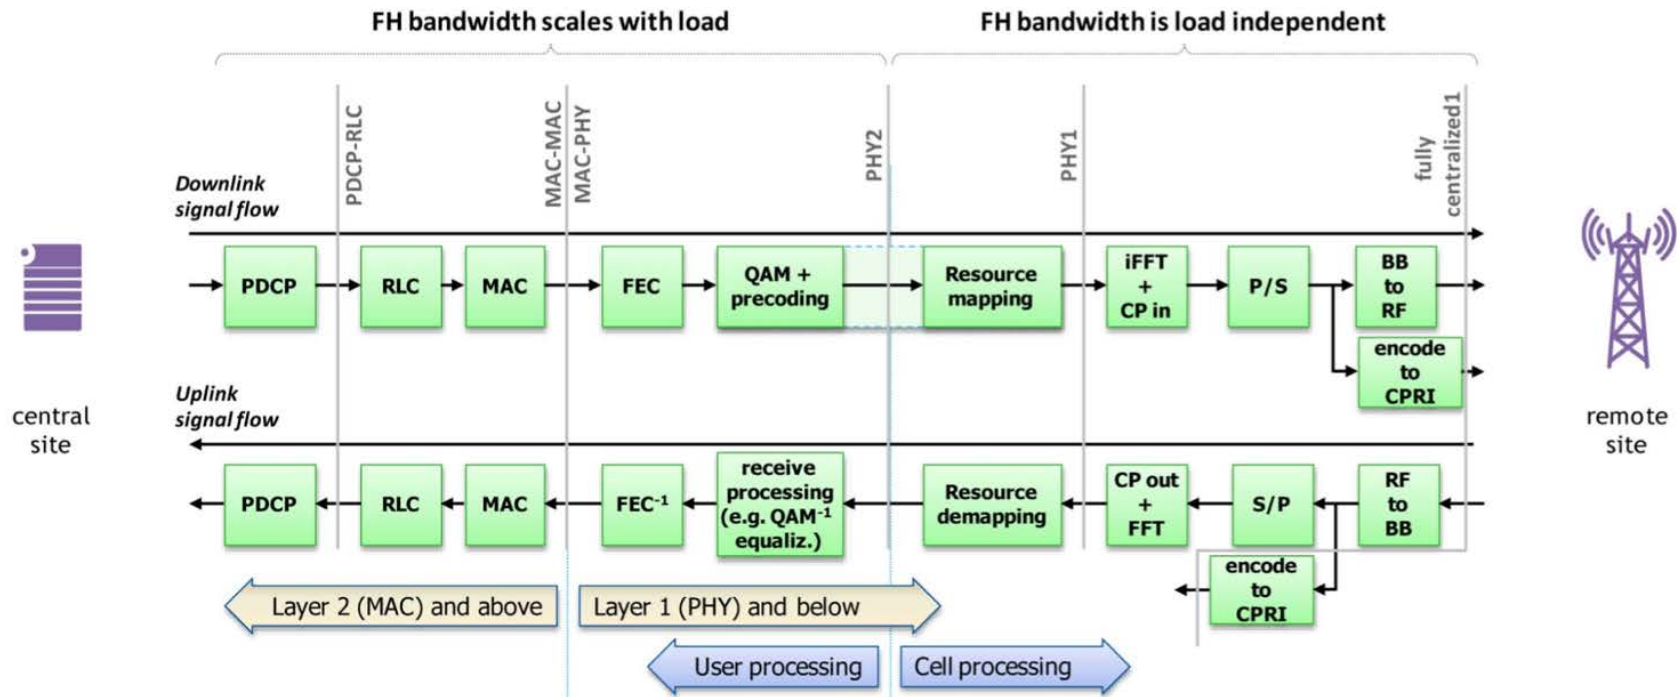 FH bandwidth scales with load
FH bandwidth is load independent
PDCP-RLC
MAC-MAC
MAC-PHY
PHY2
PHY1
fully
centralized1
Downlink
signal flow
PDCP
RLC
MAC
FEC
QAM +
precoding
Resource
mapping
iFFT
+
CP in
P/S
BB
to
RF
encode
to
CPRI
central
site
remote
site
Uplink
signal flow
PDCP
RLC
MAC
FEC⁻¹
receive
processing
(e.g. QAM⁻¹
equaliz.)
Resource
demapping
CP out
+
FFT
S/P
RF
to
BB
encode
to
CPRI
Layer 2 (MAC) and above
Layer 1 (PHY) and below
User processing
Cell processing